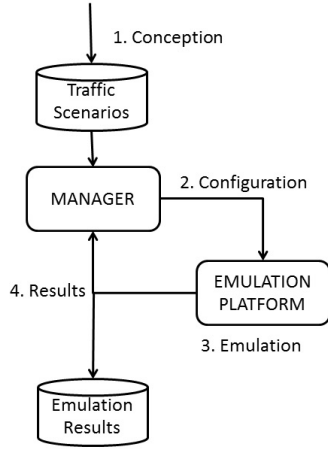 1. Conception
Traffic
Scenarios
MANAGER
2. Configuration
EMULATION
PLATFORM
4. Results
3. Emulation
Emulation
Results